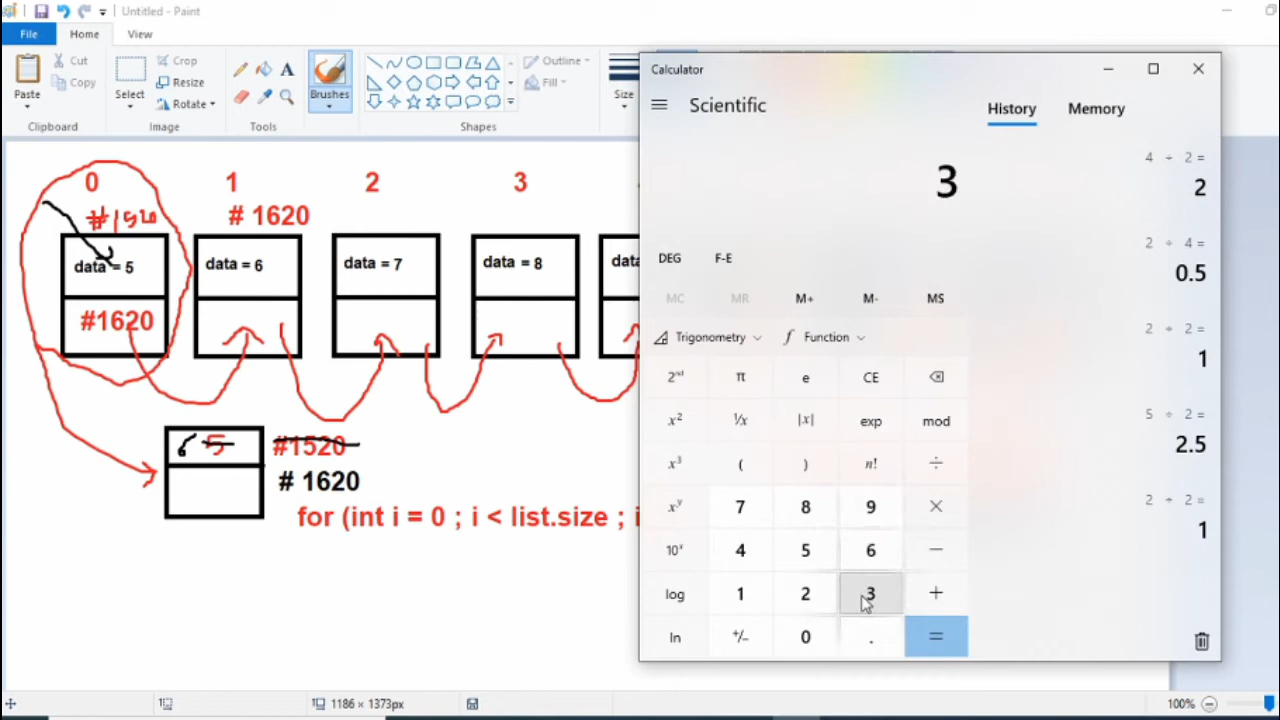 Untitled - Paint
File Home View
Paste
Cut
Copy
Clipboard
Select
Crop
Resize
Rotate
Image
A
Tools
Brushes
Outline
Fill
Shapes
Size
0 1 2 3
#1520 # 1620
data = 5 data = 6 data = 7 data = 8 data
#1620
6 5 #1520
# 1620
for (int i = 0 ; i < list.size ; i
1186 × 1373px
100%
Calculator
Scientific
3
DEG F-E
MC MR M+ M- MS
Trigonometry f Function
2nd π e CE
x² ¹/x |x| exp mod
x³ ( ) n! ÷
xʸ 7 8 9 ×
10ˣ 4 5 6 −
log 1 2 3 +
ln +/− 0 . =
History Memory
4 ÷ 2 =
2
2 ÷ 4 =
0.5
2 ÷ 2 =
1
5 ÷ 2 =
2.5
2 ÷ 2 =
1